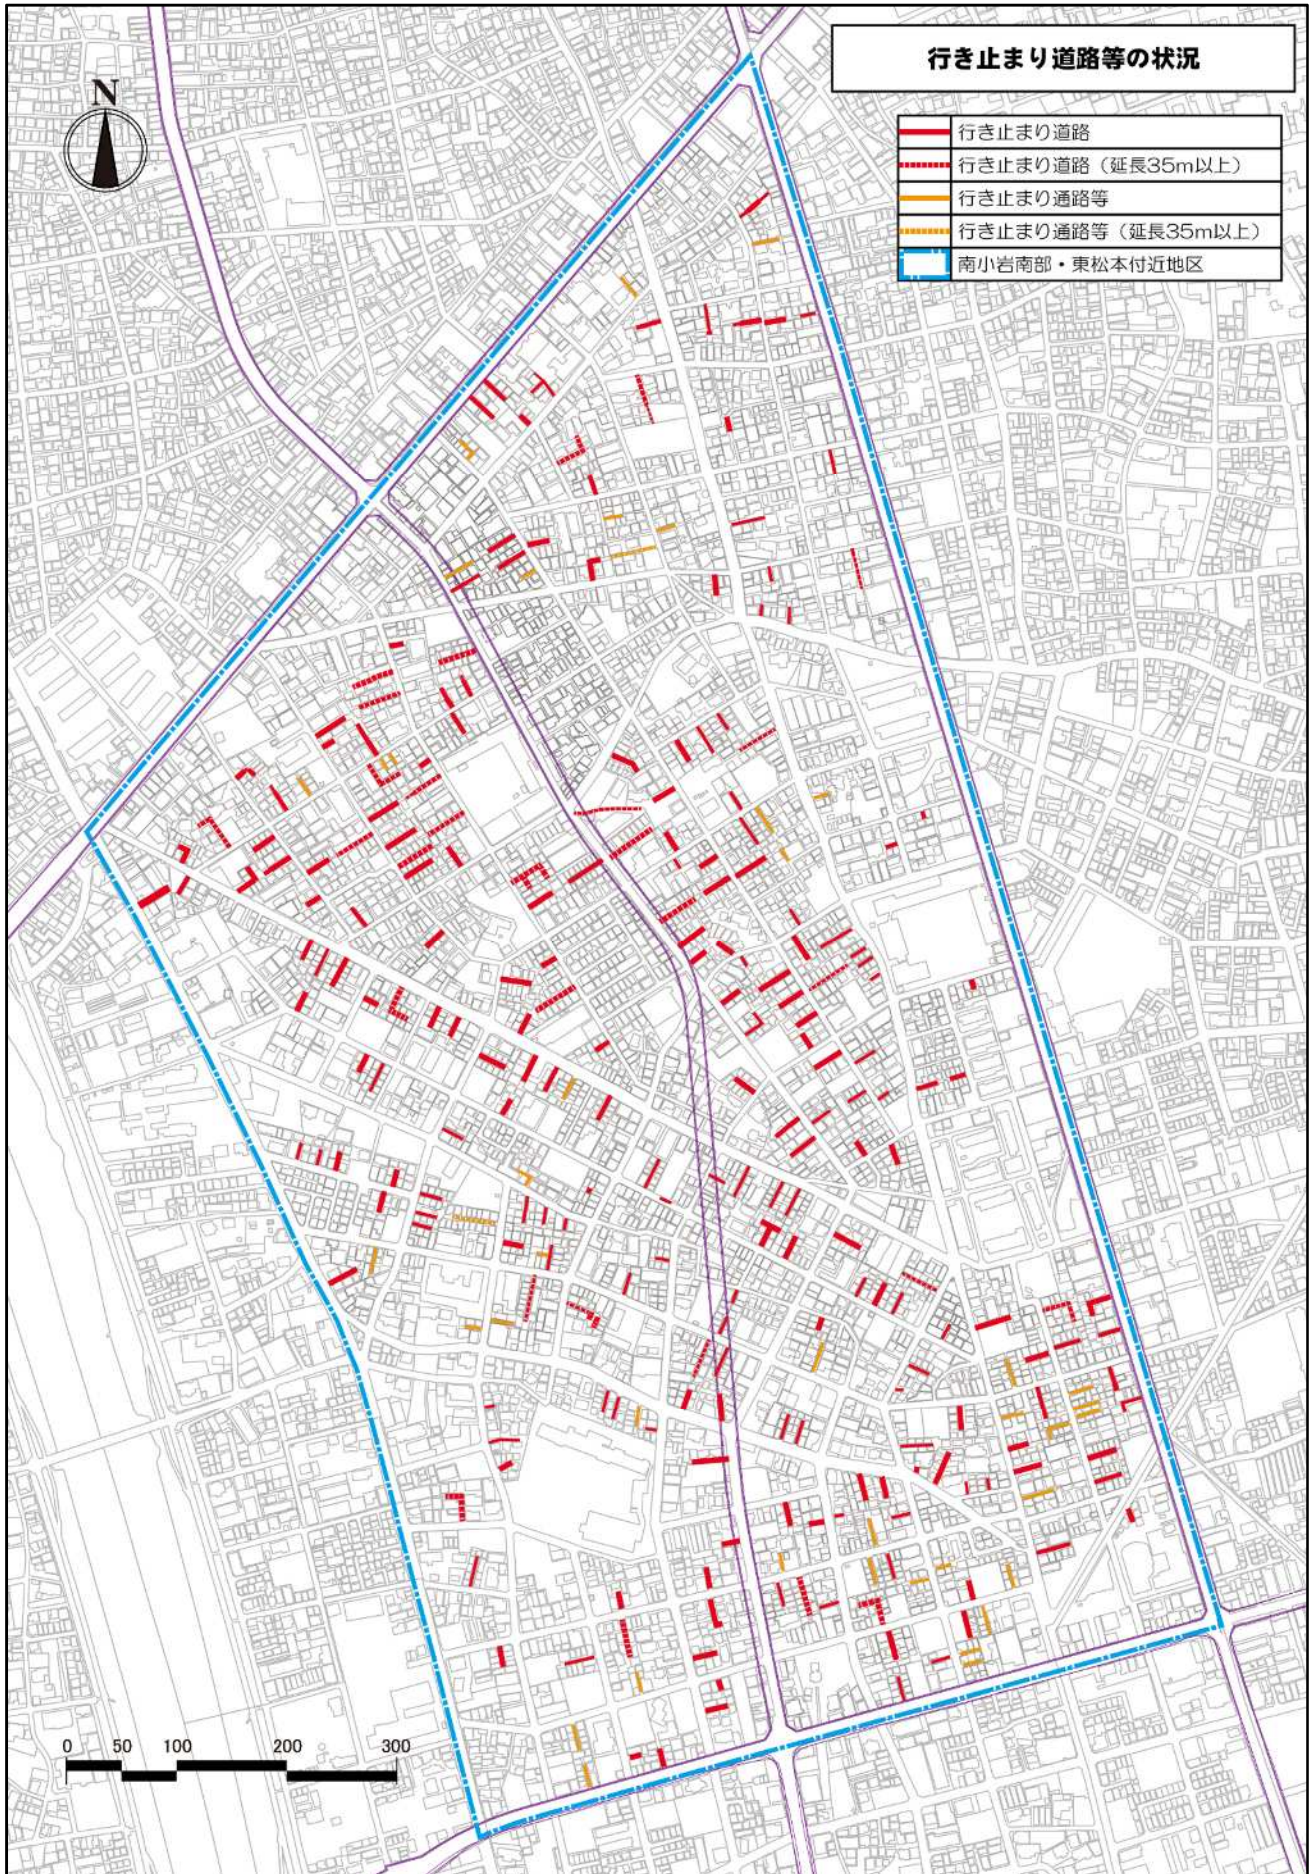 行き止まり道路等の状況
N
行き止まり道路
行き止まり道路（延長35m以上）
行き止まり通路等
行き止まり通路等（延長35m以上）
南小岩南部・東松本付近地区
0 50 100 200 300